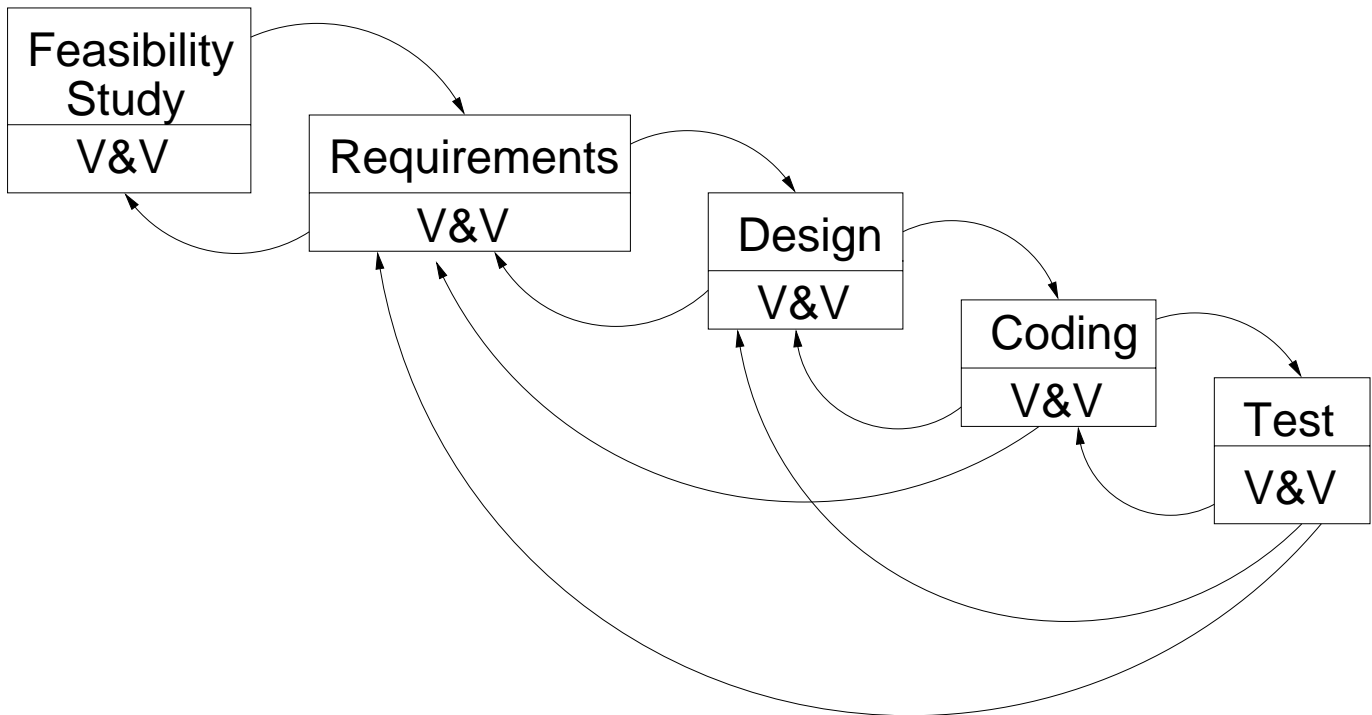 Feasibility
Study
V&V
Requirements
V&V
Design
V&V
Coding
V&V
Test
V&V